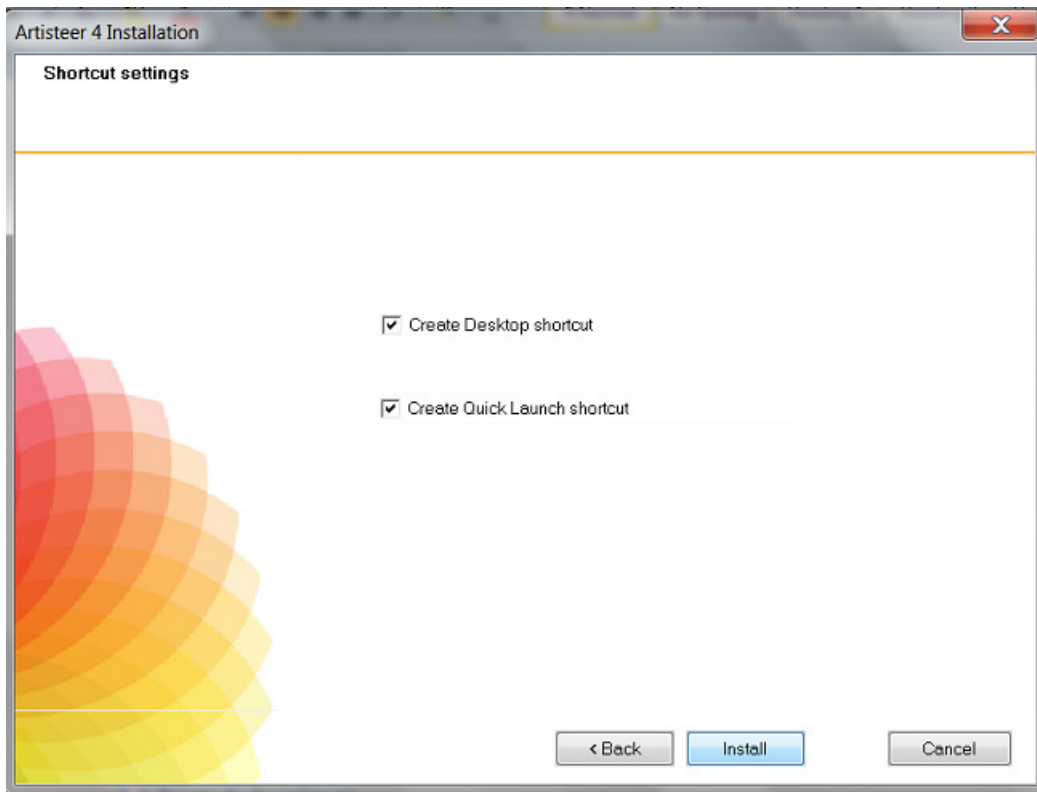 Artisteer 4 Installation
Shortcut settings
Create Desktop shortcut
Create Quick Launch shortcut
< Back Install Cancel